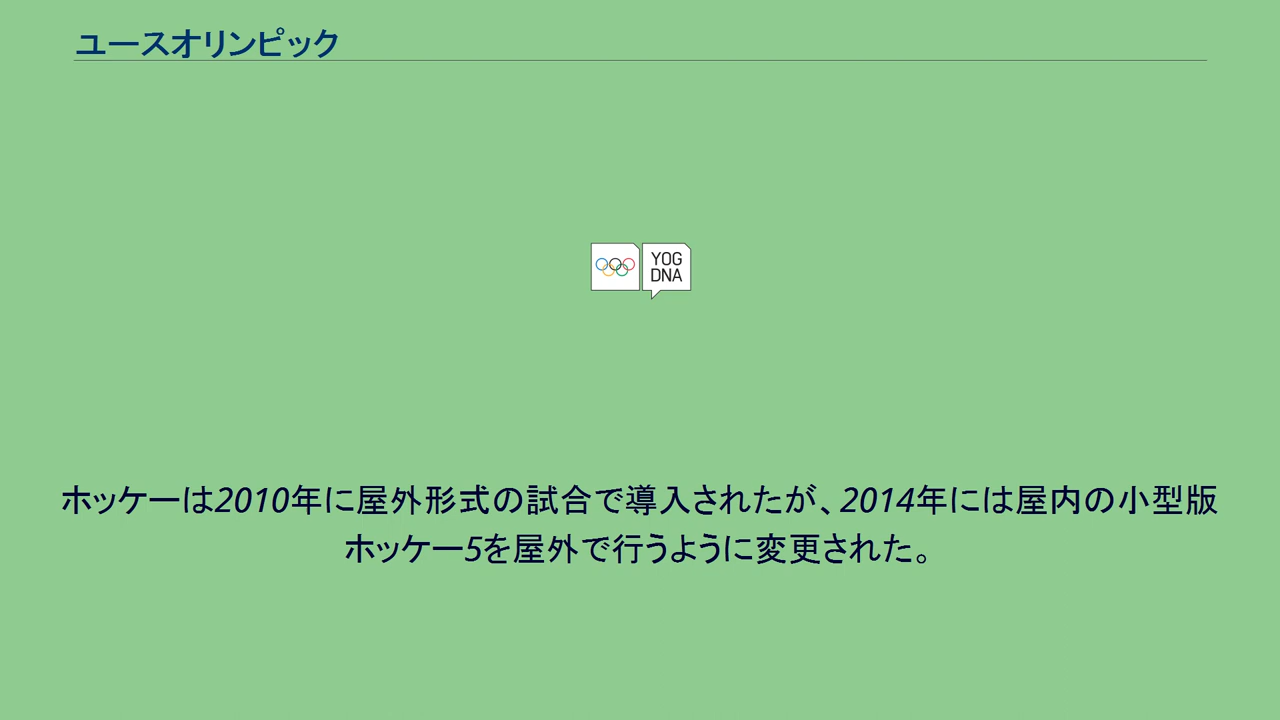 ユースオリンピック
YOG
DNA
ホッケーは2010年に屋外形式の試合で導入されたが、2014年には屋内の小型版
ホッケー5を屋外で行うように変更された。